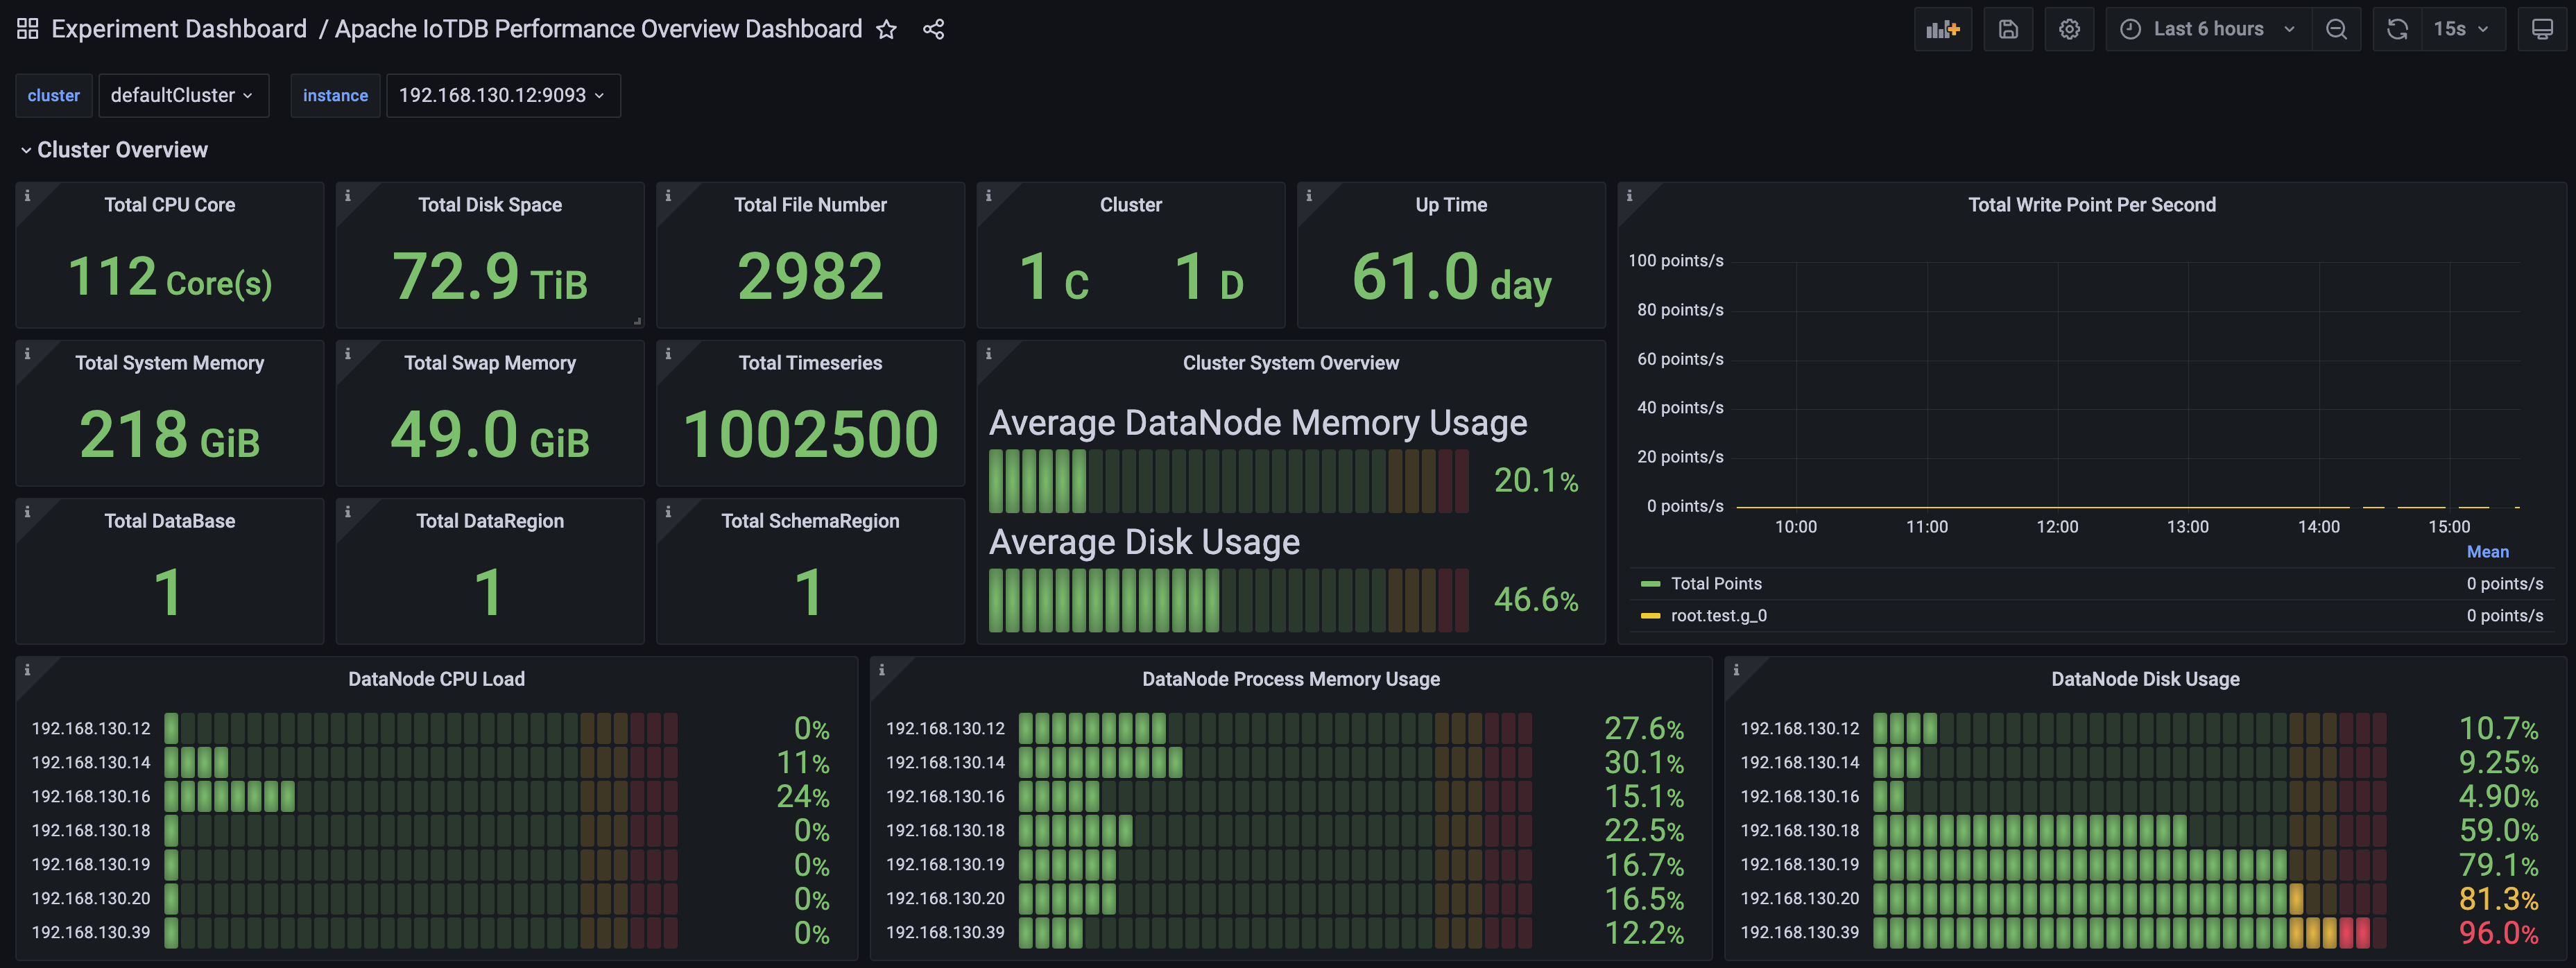 Experiment Dashboard / Apache IoTDB Performance Overview Dashboard
Last 6 hours
15s
cluster defaultCluster instance 192.168.130.12:9093
Cluster Overview
Total CPU Core
112 Core(s)
Total Disk Space
72.9 TiB
Total File Number
2982
Cluster
1 C 1 D
Up Time
61.0 day
Total System Memory
218 GiB
Total Swap Memory
49.0 GiB
Total Timeseries
1002500
Total DataBase
1
Total DataRegion
1
Total SchemaRegion
1
Cluster System Overview
Average DataNode Memory Usage
20.1%
Average Disk Usage
46.6%
Total Write Point Per Second
100 points/s
80 points/s
60 points/s
40 points/s
20 points/s
0 points/s
10:00 11:00 12:00 13:00 14:00 15:00
Mean
Total Points 0 points/s
root.test.g_0 0 points/s
DataNode CPU Load
192.168.130.12 0%
192.168.130.14 11%
192.168.130.16 24%
192.168.130.18 0%
192.168.130.19 0%
192.168.130.20 0%
192.168.130.39 0%
DataNode Process Memory Usage
192.168.130.12 27.6%
192.168.130.14 30.1%
192.168.130.16 15.1%
192.168.130.18 22.5%
192.168.130.19 16.7%
192.168.130.20 16.5%
192.168.130.39 12.2%
DataNode Disk Usage
192.168.130.12 10.7%
192.168.130.14 9.25%
192.168.130.16 4.90%
192.168.130.18 59.0%
192.168.130.19 79.1%
192.168.130.20 81.3%
192.168.130.39 96.0%